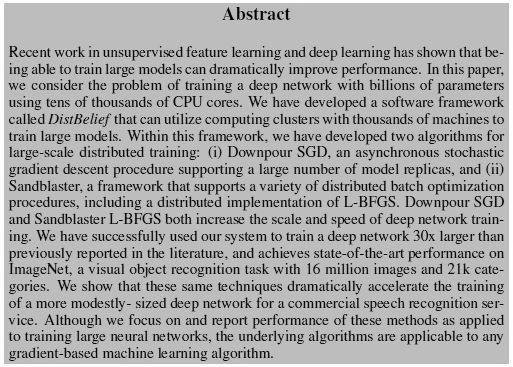 Abstract
Recent work in unsupervised feature learning and deep learning has shown that be-
ing able to train large models can dramatically improve performance. In this paper,
we consider the problem of training a deep network with billions of parameters
using tens of thousands of CPU cores. We have developed a software framework
called DistBelief that can utilize computing clusters with thousands of machines to
train large models. Within this framework, we have developed two algorithms for
large-scale distributed training: (i) Downpour SGD, an asynchronous stochastic
gradient descent procedure supporting a large number of model replicas, and (ii)
Sandblaster, a framework that supports a variety of distributed batch optimization
procedures, including a distributed implementation of L-BFGS. Downpour SGD
and Sandblaster L-BFGS both increase the scale and speed of deep network train-
ing. We have successfully used our system to train a deep network 30x larger than
previously reported in the literature, and achieves state-of-the-art performance on
ImageNet, a visual object recognition task with 16 million images and 21k cate-
gories. We show that these same techniques dramatically accelerate the training
of a more modestly- sized deep network for a commercial speech recognition ser-
vice. Although we focus on and report performance of these methods as applied
to training large neural networks, the underlying algorithms are applicable to any
gradient-based machine learning algorithm.